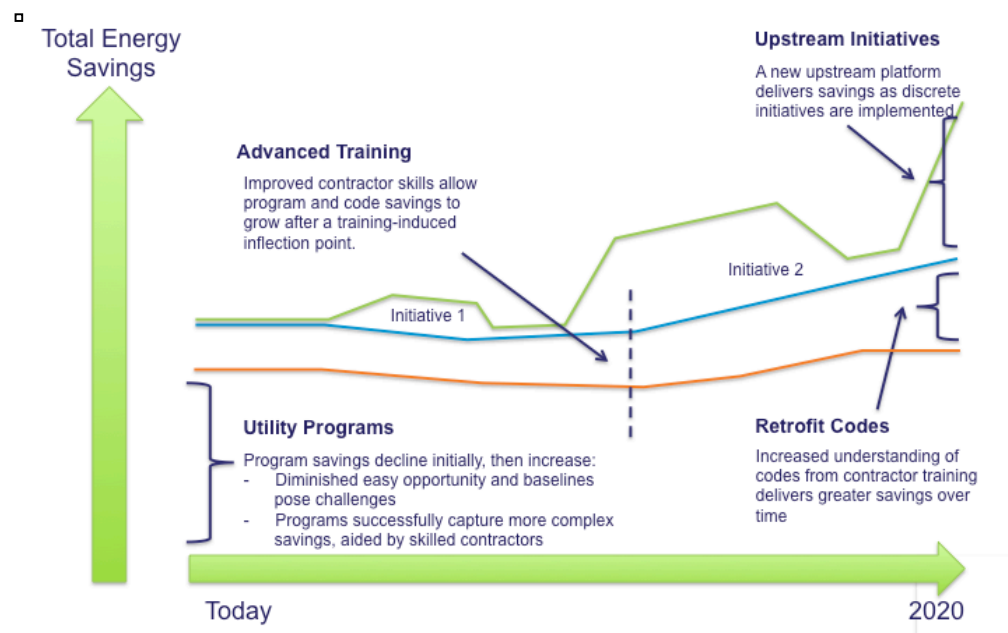 Total Energy
Savings
Upstream Initiatives
A new upstream platform
delivers savings as discrete
initiatives are implemented
Advanced Training
Improved contractor skills allow
program and code savings to
grow after a training-induced
inflection point.
Initiative 2
Initiative 1
Utility Programs
Program savings decline initially, then increase:
- Diminished easy opportunity and baselines
pose challenges
- Programs successfully capture more complex
savings, aided by skilled contractors
Retrofit Codes
Increased understanding of
codes from contractor training
delivers greater savings over
time
Today
2020